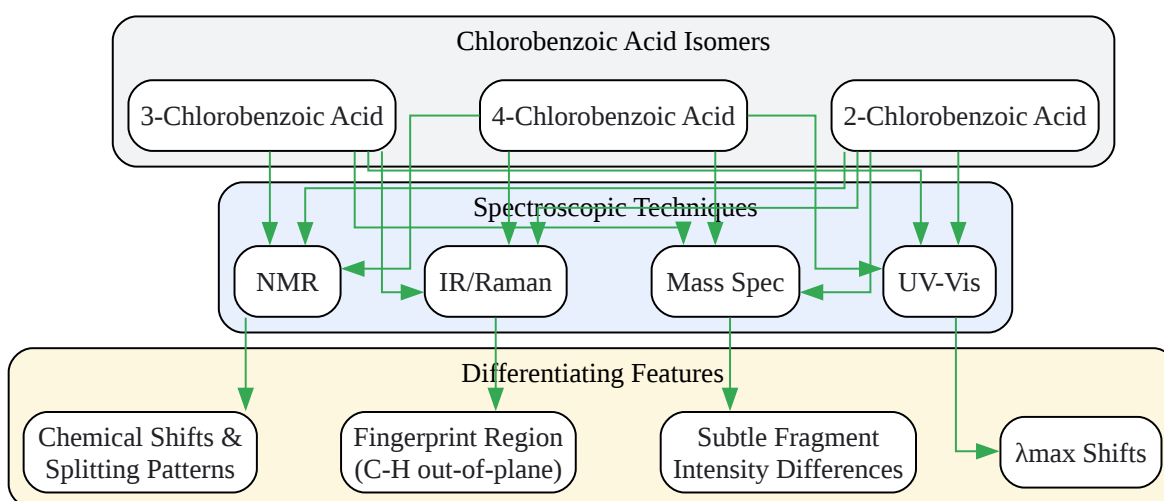 Chlorobenzoic Acid Isomers
3-Chlorobenzoic Acid
4-Chlorobenzoic Acid
2-Chlorobenzoic Acid
Spectroscopic Techniques
NMR
IR/Raman
Mass Spec
UV-Vis
Differentiating Features
Chemical Shifts &
Splitting Patterns
Fingerprint Region
(C-H out-of-plane)
Subtle Fragment
Intensity Differences
λmax Shifts